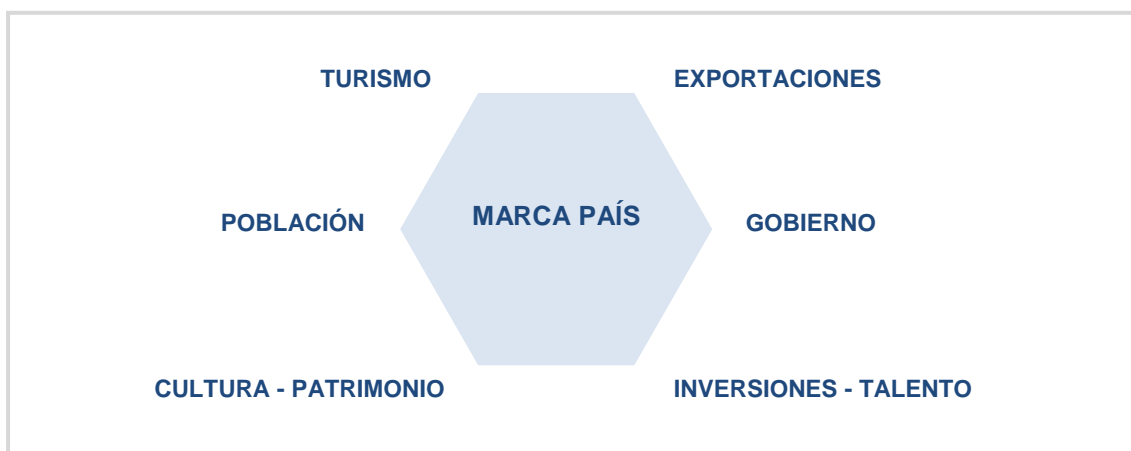 TURISMO EXPORTACIONES
POBLACIÓN MARCA PAÍS GOBIERNO
CULTURA - PATRIMONIO INVERSIONES - TALENTO